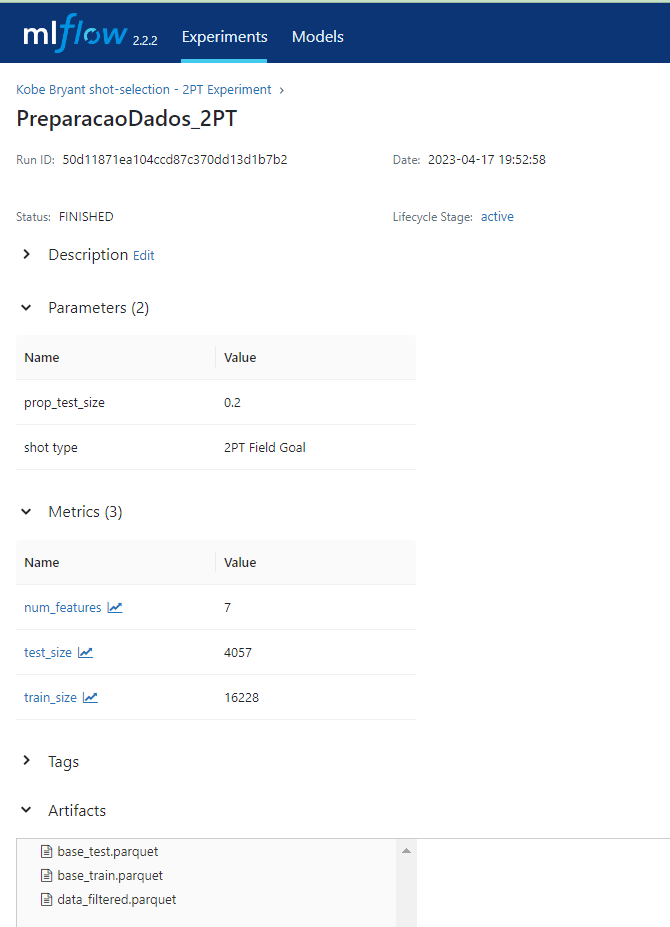 mlflow 2.2.2 Experiments Models
Kobe Bryant shot-selection - 2PT Experiment ›
PreparacaoDados_2PT
Run ID: 50d11871ea104ccd87c370dd13d1b7b2 Date: 2023-04-17 19:52:58
Status: FINISHED Lifecycle Stage: active
Description Edit
Parameters (2)
Name Value
prop_test_size 0.2
shot type 2PT Field Goal
Metrics (3)
Name Value
num_features 7
test_size 4057
train_size 16228
Tags
Artifacts
base_test.parquet
base_train.parquet
data_filtered.parquet